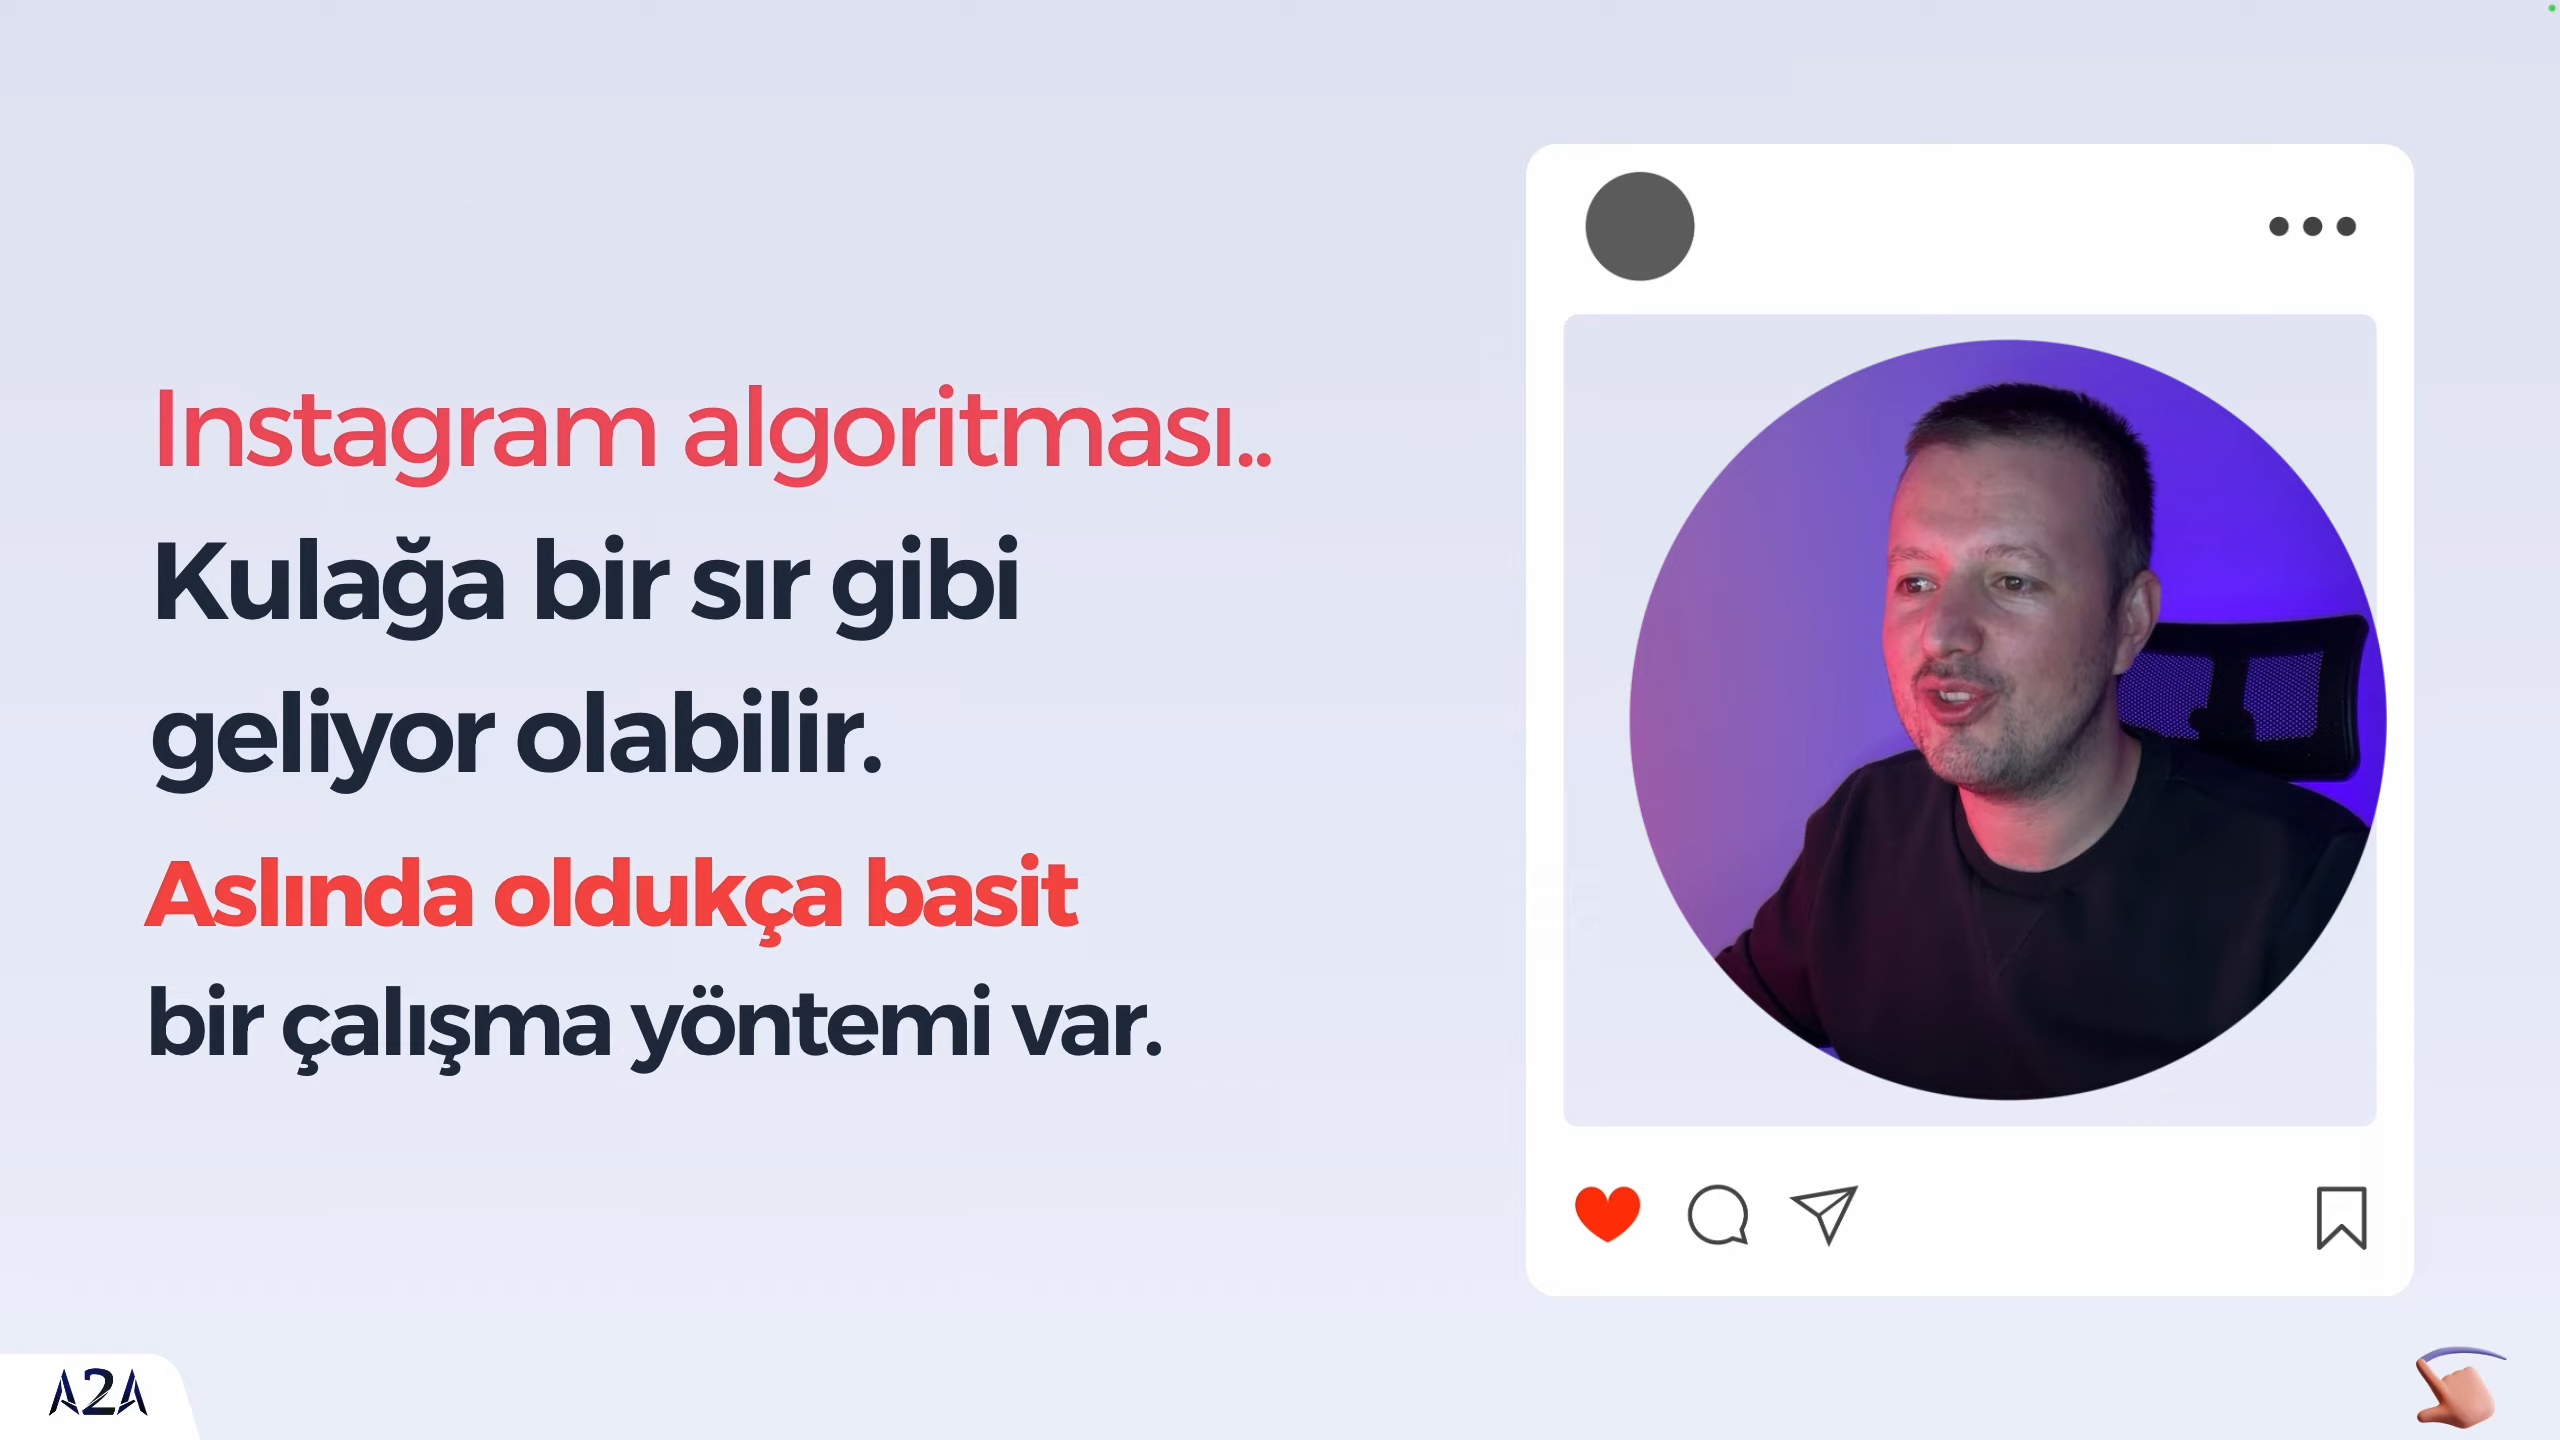 Instagram algoritması..
Kulağa bir sır gibi
geliyor olabilir.
Aslında oldukça basit
bir çalışma yöntemi var.
A2A